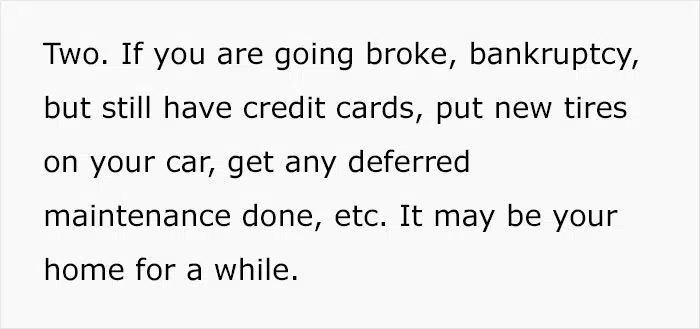 Two. If you are going broke, bankruptcy,
but still have credit cards, put new tires
on your car, get any deferred
maintenance done, etc. It may be your
home for a while.